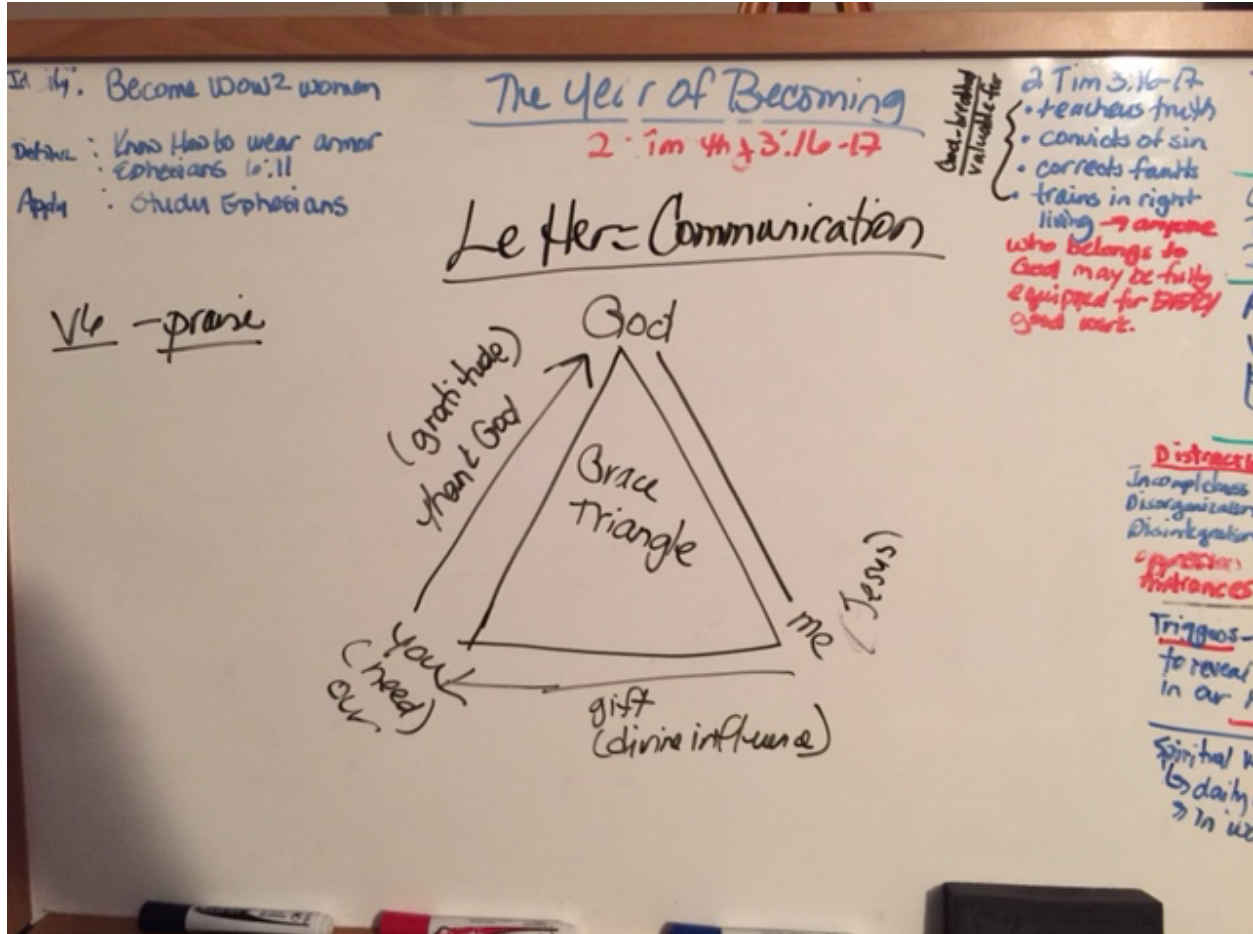 Become WOW2 women
Define : Know How to wear armor
: Ephesians 6:11
Apply : Study Ephesians
The Year of Becoming
2 Timothy 3:16-17
Letter = Communication
V6 - praise
God
(gratitude)
thank God
Grace
Triangle
you
(need)
our
me
(Jesus)
gift
(divine influence)
God-breathed
valuable for
2 Tim 3:16-17
• teaches truth
• convicts of sin
• corrects faults
• trains in right
living → anyone
who belongs to
God may be fully
equipped for every
good work.
Incompleteness
Disorganization
Disintegration
Hindrances
Triggers-
to reveal
in our
Spiritual
↳ daily
→ In